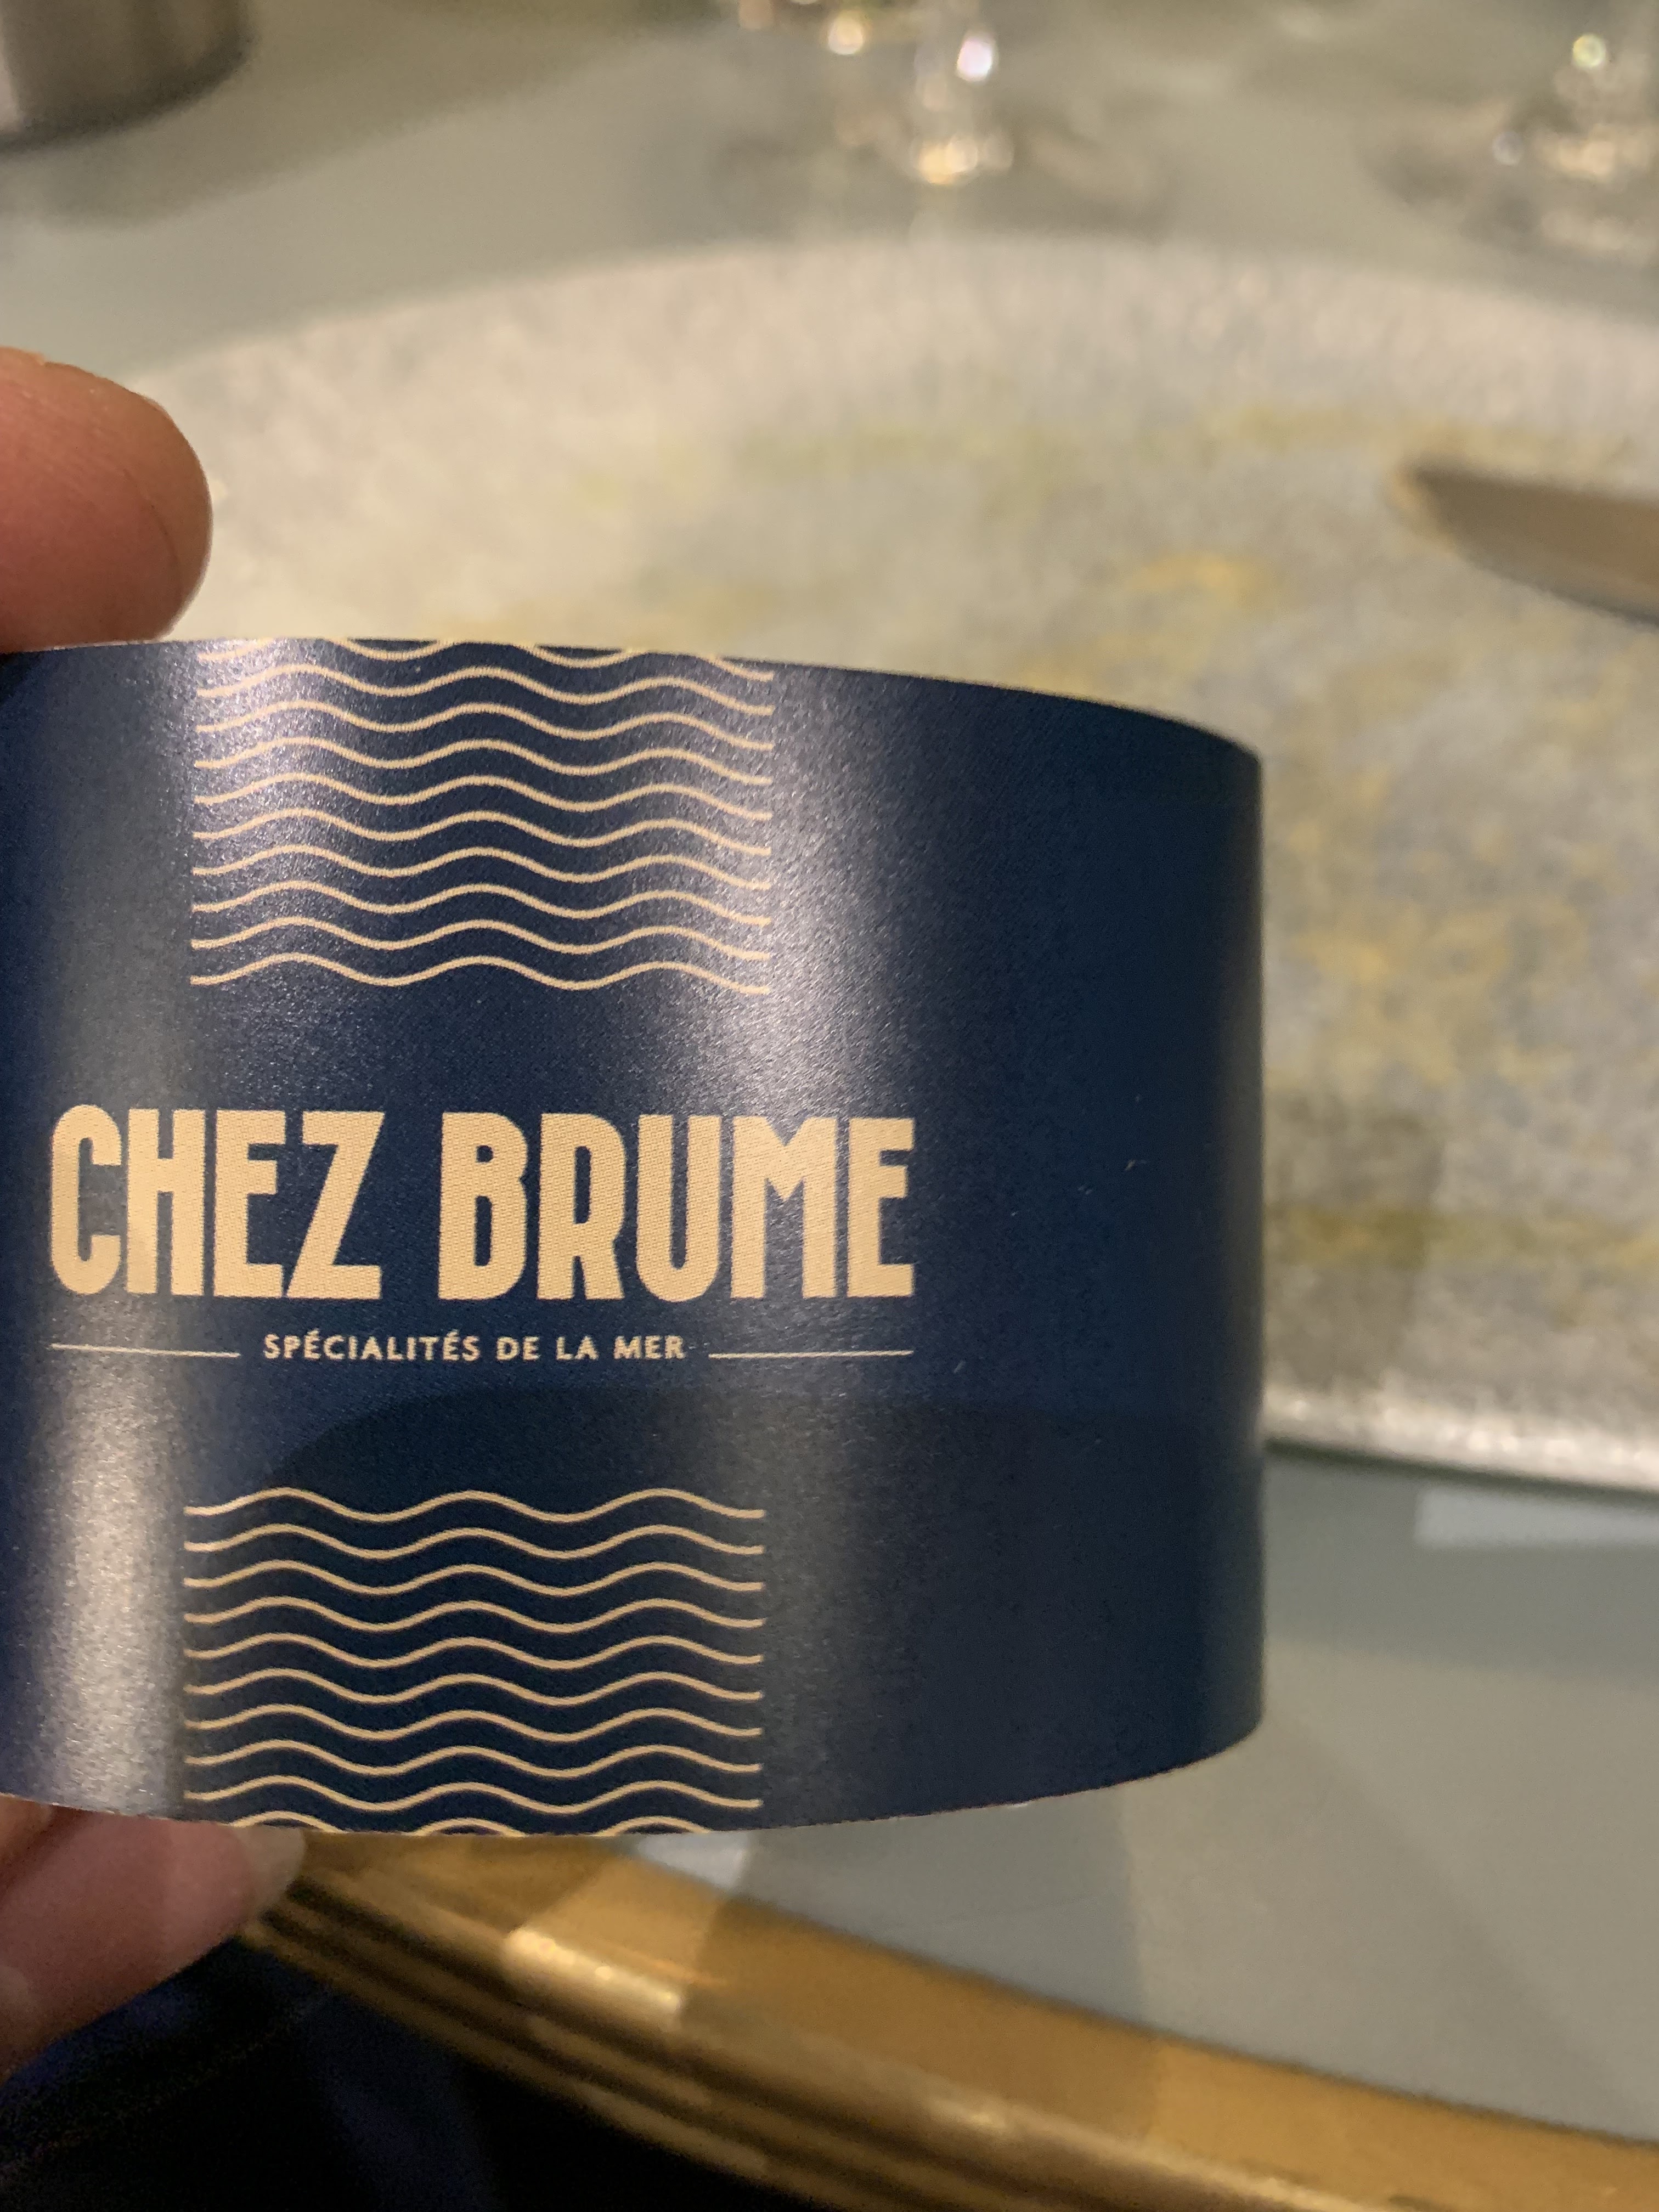 CHEZ BRUME
SPÉCIALITÉS DE LA MER